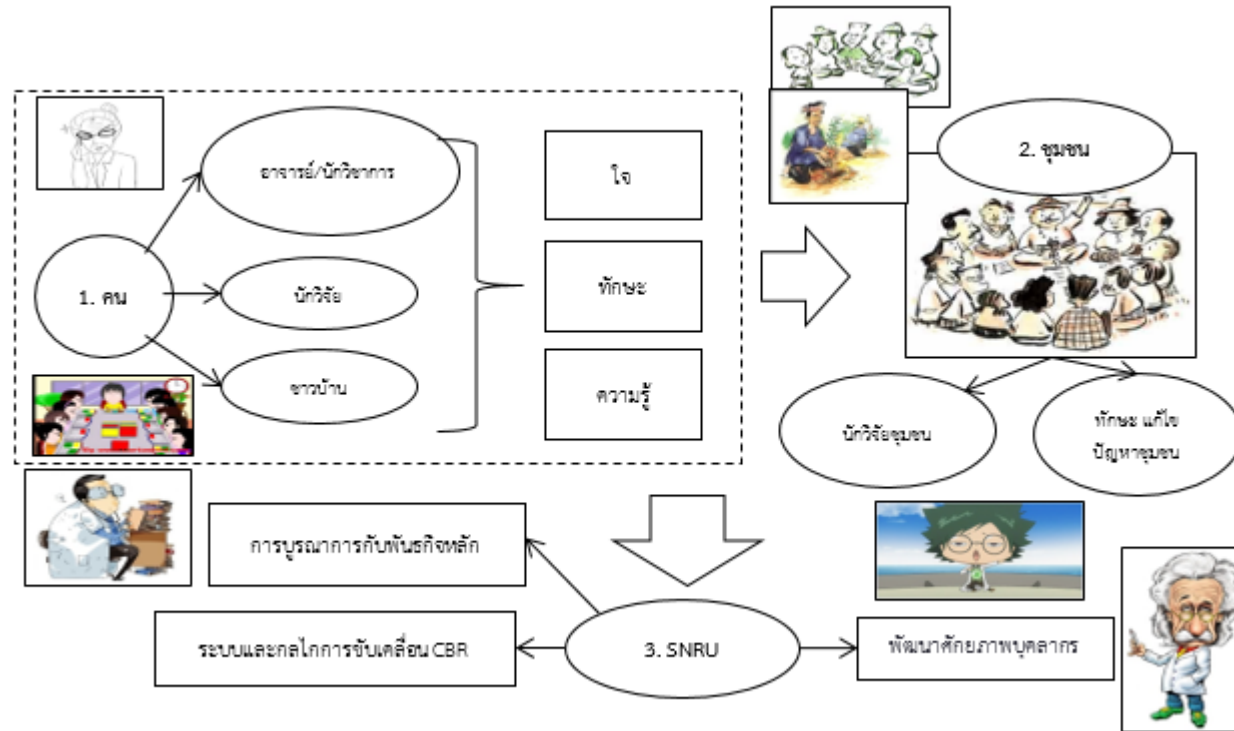 1. คน
อาจารย์/นักวิชาการ
นักวิจัย
ชาวบ้าน
ใจ
ทักษะ
ความรู้
2. ชุมชน
นักวิจัยชุมชน
ทักษะ แก้ไข
ปัญหาชุมชน
3. SNRU
การบูรณาการกับพันธกิจหลัก
ระบบและกลไกการขับเคลื่อน CBR
พัฒนาศักยภาพบุคลากร